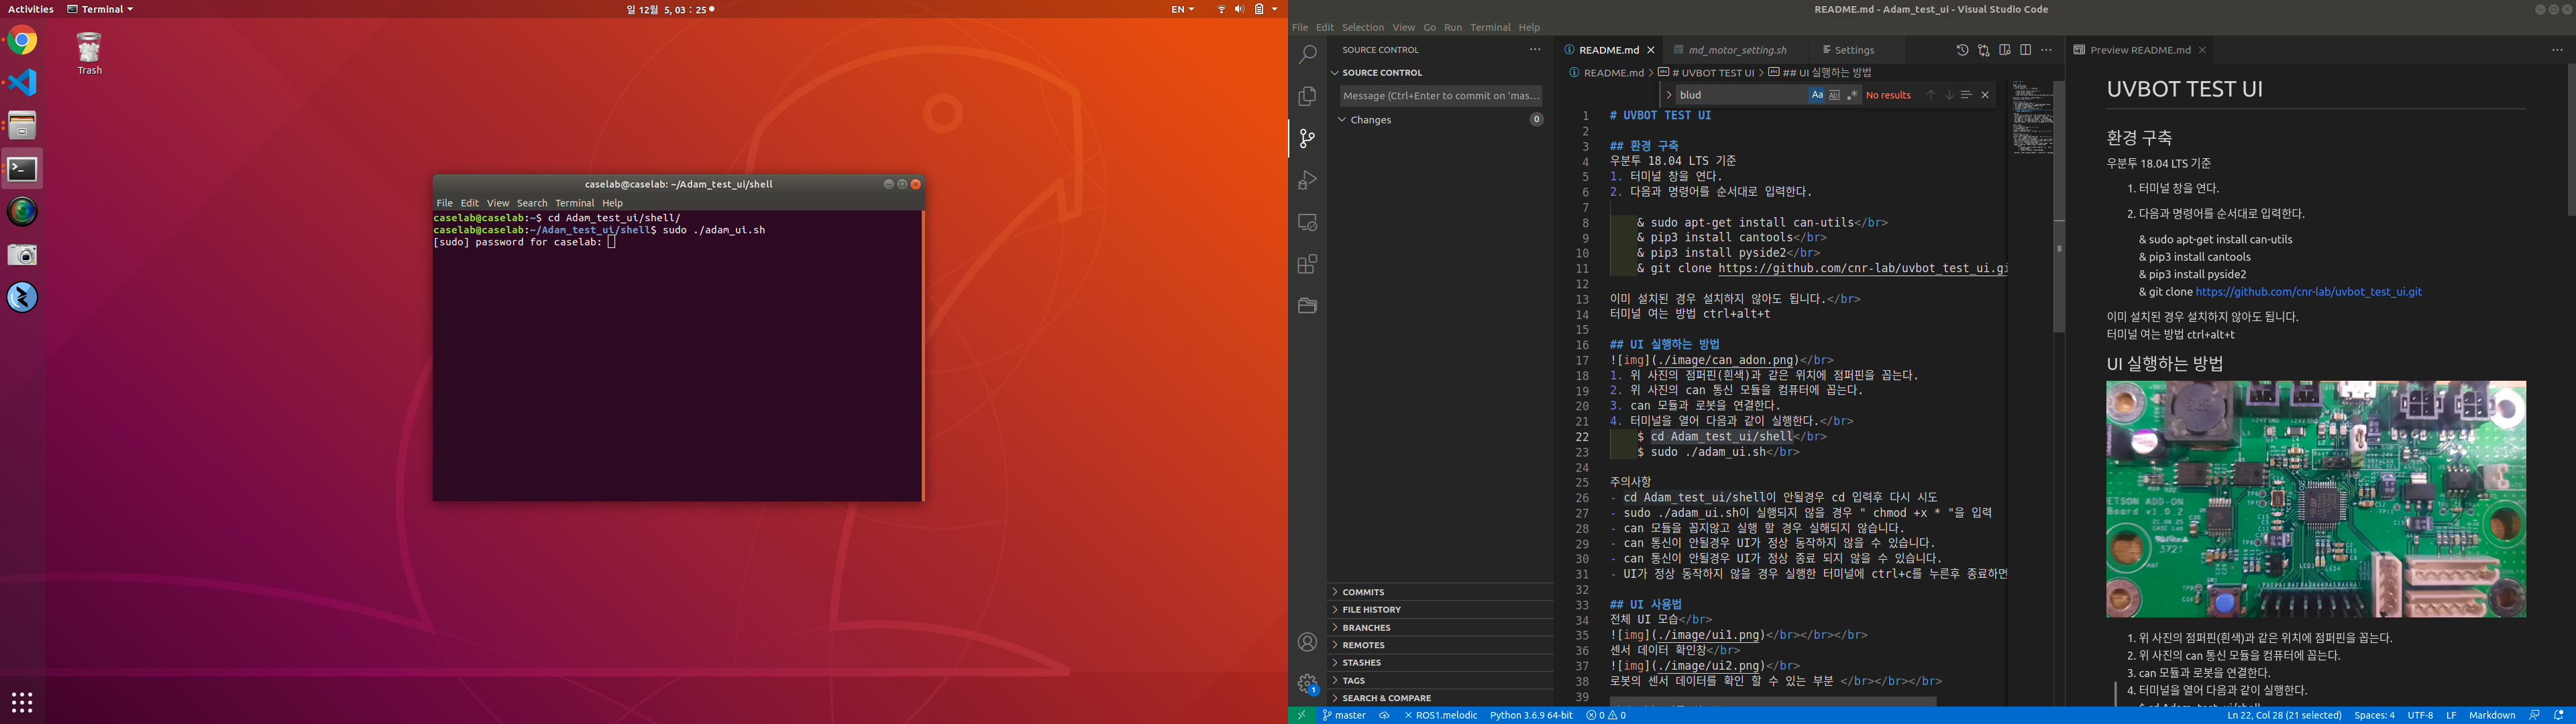 Activities
Terminal
일 12월 5, 03 : 25
EN
Trash
caselab@caselab: ~/Adam_test_ui/shell
File Edit View Search Terminal Help
caselab@caselab:~$ cd Adam_test_ui/shell/
caselab@caselab:~/Adam_test_ui/shell$ sudo ./adam_ui.sh
[sudo] password for caselab:
README.md - Adam_test_ui - Visual Studio Code
File Edit Selection View Go Run Terminal Help
SOURCE CONTROL
SOURCE CONTROL
Message (Ctrl+Enter to commit on 'mas...
Changes
0
COMMITS
FILE HISTORY
BRANCHES
REMOTES
STASHES
TAGS
SEARCH & COMPARE
1
README.md
md_motor_setting.sh
Settings
README.md > # UVBOT TEST UI > ## UI 실행하는 방법
blud
Aa
No results
1 # UVBOT TEST UI
2
3 ## 환경 구축
4 우분투 18.04 LTS 기준
5 1. 터미널 창을 연다.
6 2. 다음과 명령어를 순서대로 입력한다.
7
8 & sudo apt-get install can-utils</br>
9 & pip3 install cantools</br>
10 & pip3 install pyside2</br>
11 & git clone https://github.com/cnr-lab/uvbot_test_ui.gi
12
13 이미 설치된 경우 설치하지 않아도 됩니다.</br>
14 터미널 여는 방법 ctrl+alt+t
15
16 ## UI 실행하는 방법
17 ![img](./image/can_adon.png)</br>
18 1. 위 사진의 점퍼핀(흰색)과 같은 위치에 점퍼핀을 꼽는다.
19 2. 위 사진의 can 통신 모듈을 컴퓨터에 꼽는다.
20 3. can 모듈과 로봇을 연결한다.
21 4. 터미널을 열어 다음과 같이 실행한다.</br>
22 $ cd Adam_test_ui/shell</br>
23 $ sudo ./adam_ui.sh</br>
24
25 주의사항
26 - cd Adam_test_ui/shell이 안될경우 cd 입력후 다시 시도
27 - sudo ./adam_ui.sh이 실행되지 않을 경우 " chmod +x * "을 입력
28 - can 모듈을 꼽지않고 실행 할 경우 실해되지 않습니다.
29 - can 통신이 안될경우 UI가 정상 동작하지 않을 수 있습니다.
30 - can 통신이 안될경우 UI가 정상 종료 되지 않을 수 있습니다.
31 - UI가 정상 동작하지 않을 경우 실행한 터미널에 ctrl+c를 누른후 종료하면
32
33 ## UI 사용법
34 전체 UI 모습</br>
35 ![img](./image/ui1.png)</br></br></br>
36 센서 데이터 확인창</br>
37 ![img](./image/ui2.png)</br>
38 로봇의 센서 데이터를 확인 할 수 있는 부분 </br></br></br>
39
Preview README.md
UVBOT TEST UI
환경 구축
우분투 18.04 LTS 기준
1. 터미널 창을 연다.
2. 다음과 명령어를 순서대로 입력한다.
& sudo apt-get install can-utils
& pip3 install cantools
& pip3 install pyside2
& git clone https://github.com/cnr-lab/uvbot_test_ui.git
이미 설치된 경우 설치하지 않아도 됩니다.
터미널 여는 방법 ctrl+alt+t
UI 실행하는 방법
ETSON ADD-ON
Board v1.0.2
3721
1. 위 사진의 점퍼핀(흰색)과 같은 위치에 점퍼핀을 꼽는다.
2. 위 사진의 can 통신 모듈을 컴퓨터에 꼽는다.
3. can 모듈과 로봇을 연결한다.
4. 터미널을 열어 다음과 같이 실행한다.
$ cd Adam_test_ui/shell
master
ROS1.melodic
Python 3.6.9 64-bit
0
0
Ln 22, Col 28 (21 selected)
Spaces: 4
UTF-8
LF
Markdown